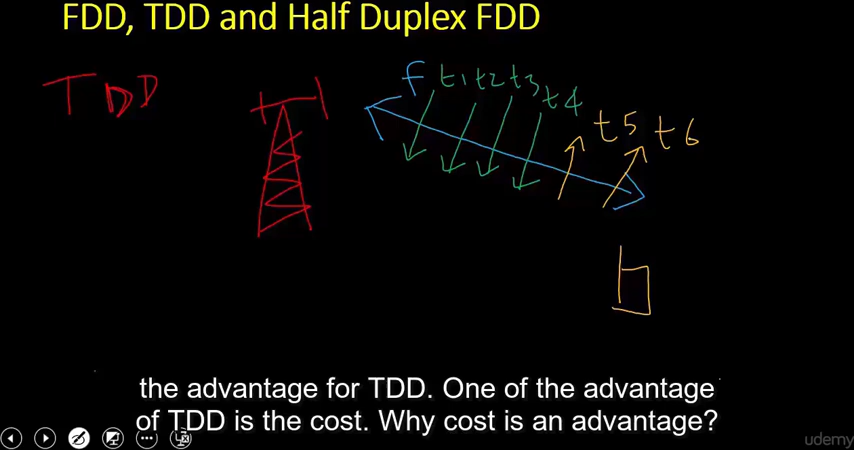 FDD, TDD and Half Duplex FDD
TDD
f t1 t2 t3 t4 t5 t6
the advantage for TDD. One of the advantage
of TDD is the cost. Why cost is an advantage?
udemy